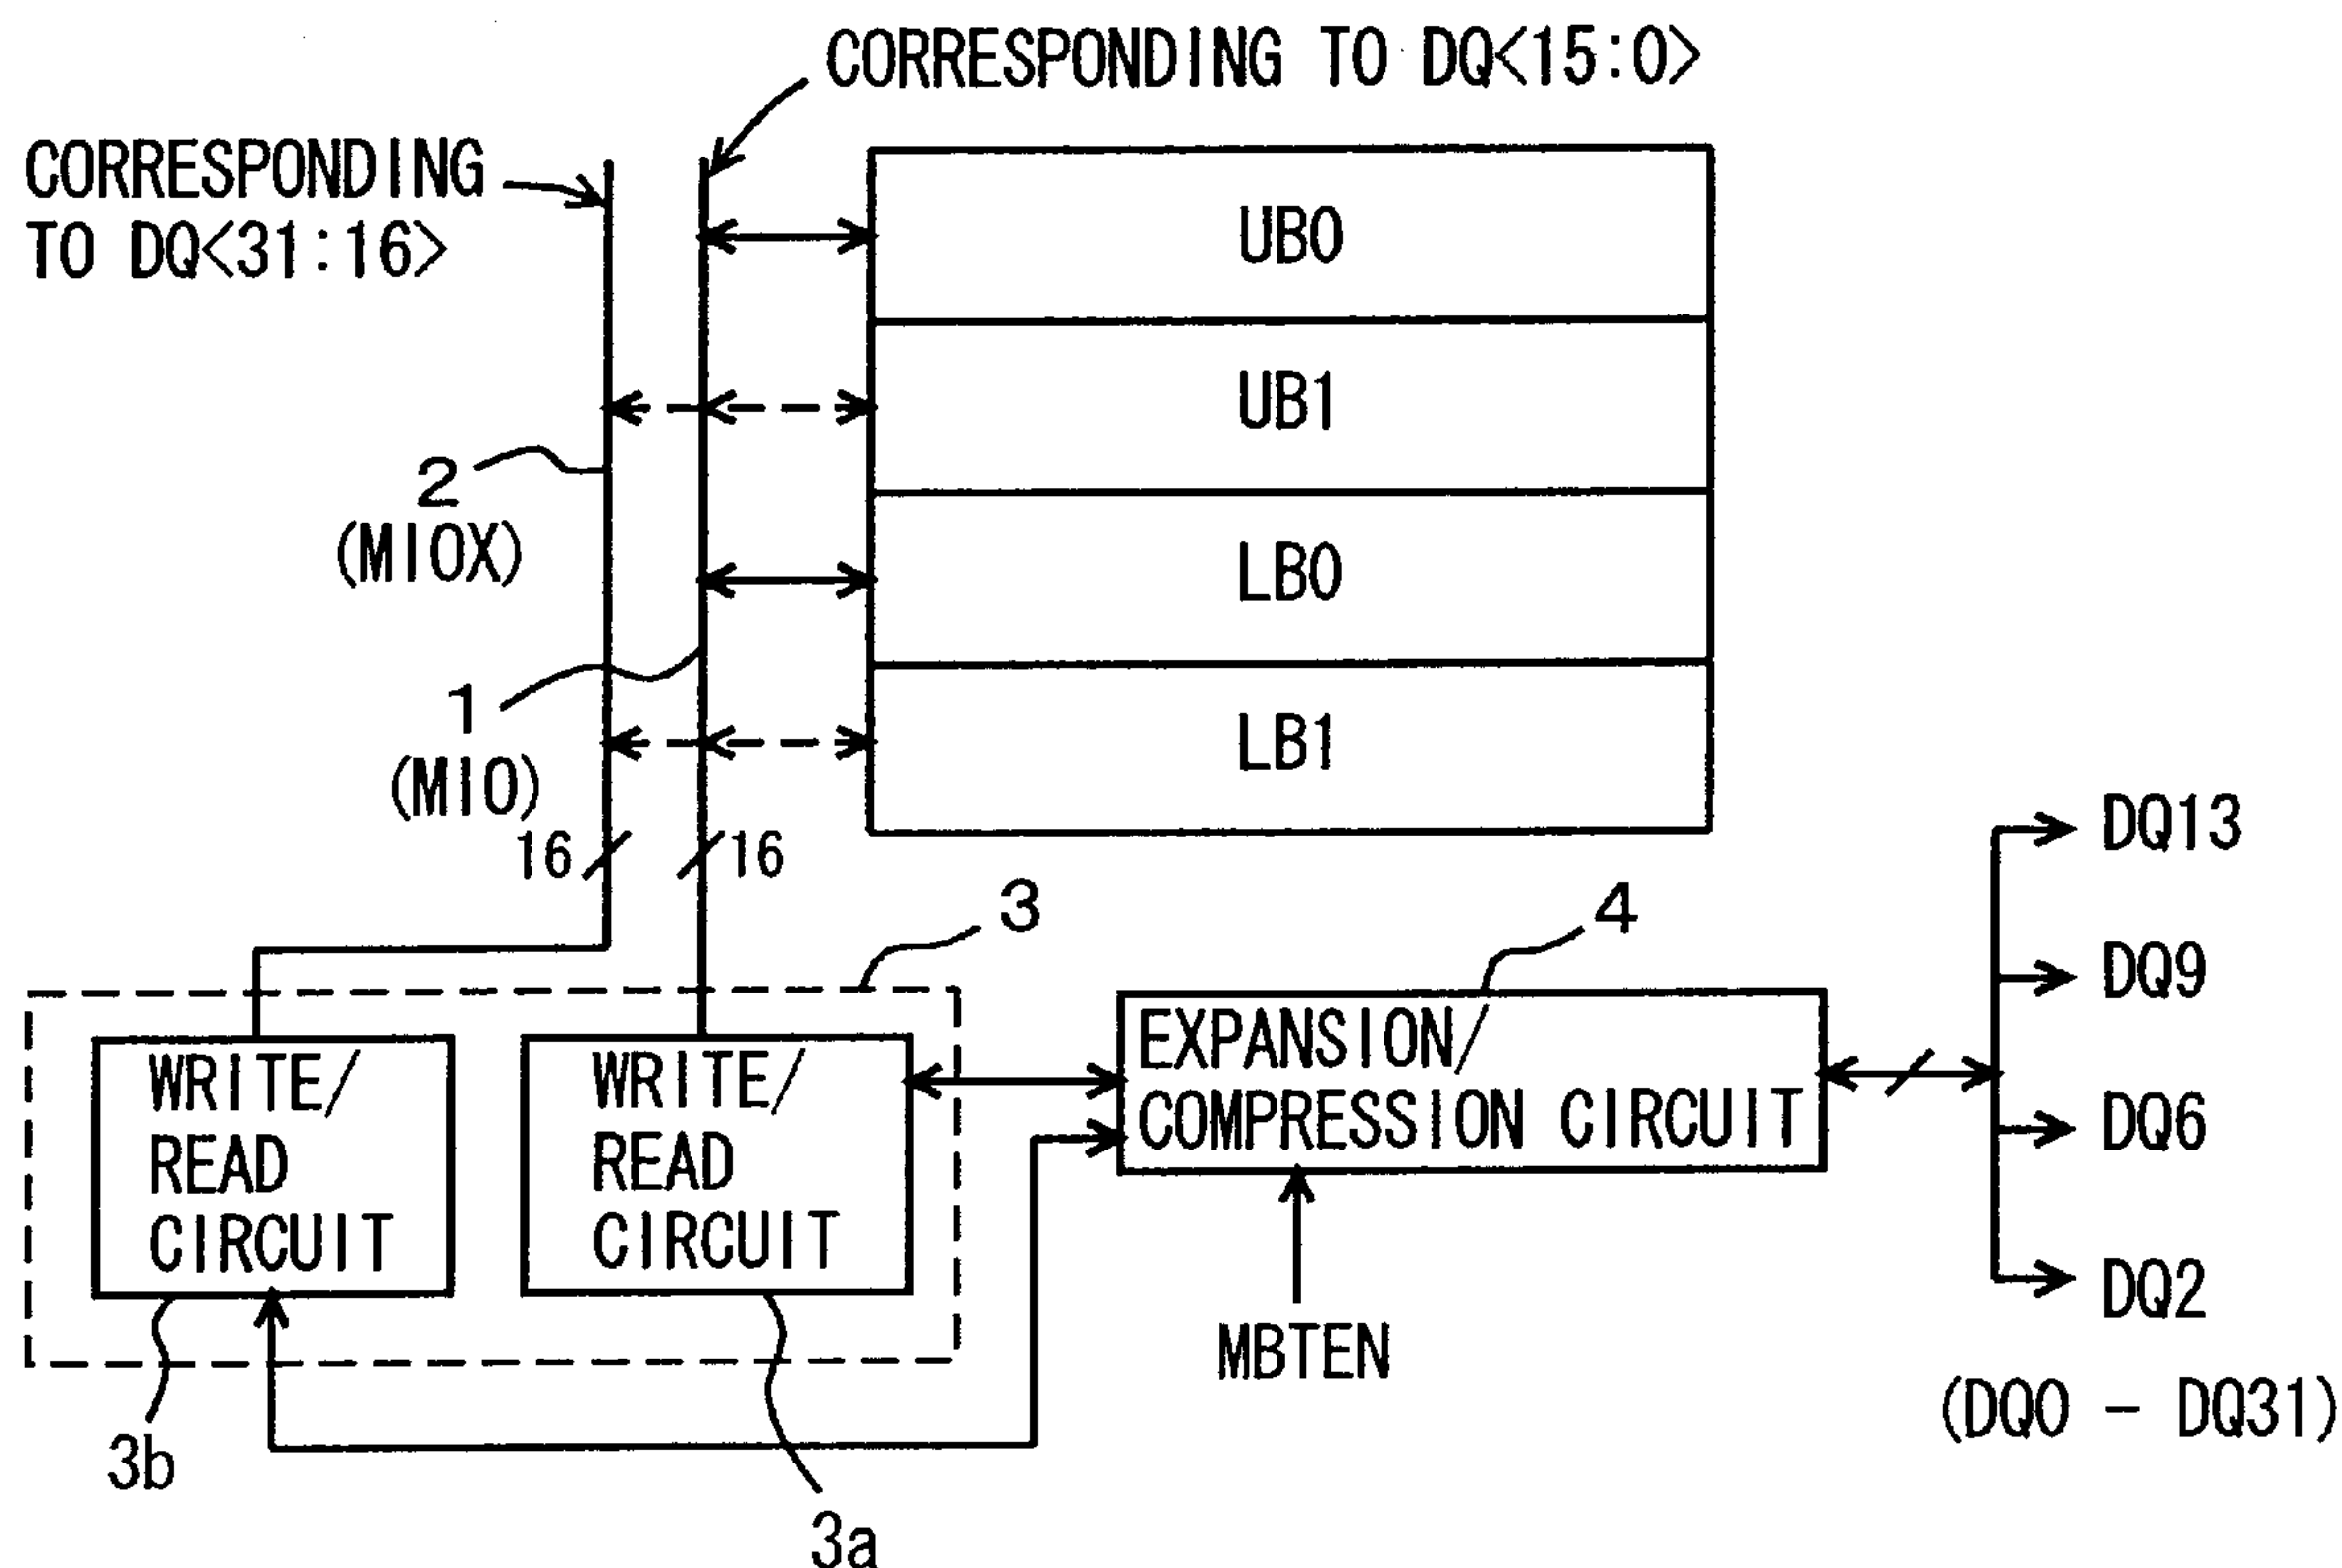 CORRESPONDING TO DQ<15:0>
CORRESPONDING
TO DQ<31:16>
UB0
UB1
2
(MIOX)
LB0
1
(MIO)
LB1
16
16
DQ13
3
4
DQ9
WRITE/
READ
CIRCUIT
WRITE/
READ
CIRCUIT
EXPANSION/
COMPRESSION CIRCUIT
DQ6
DQ2
MBTEN
(DQ0 - DQ31)
3b
3a